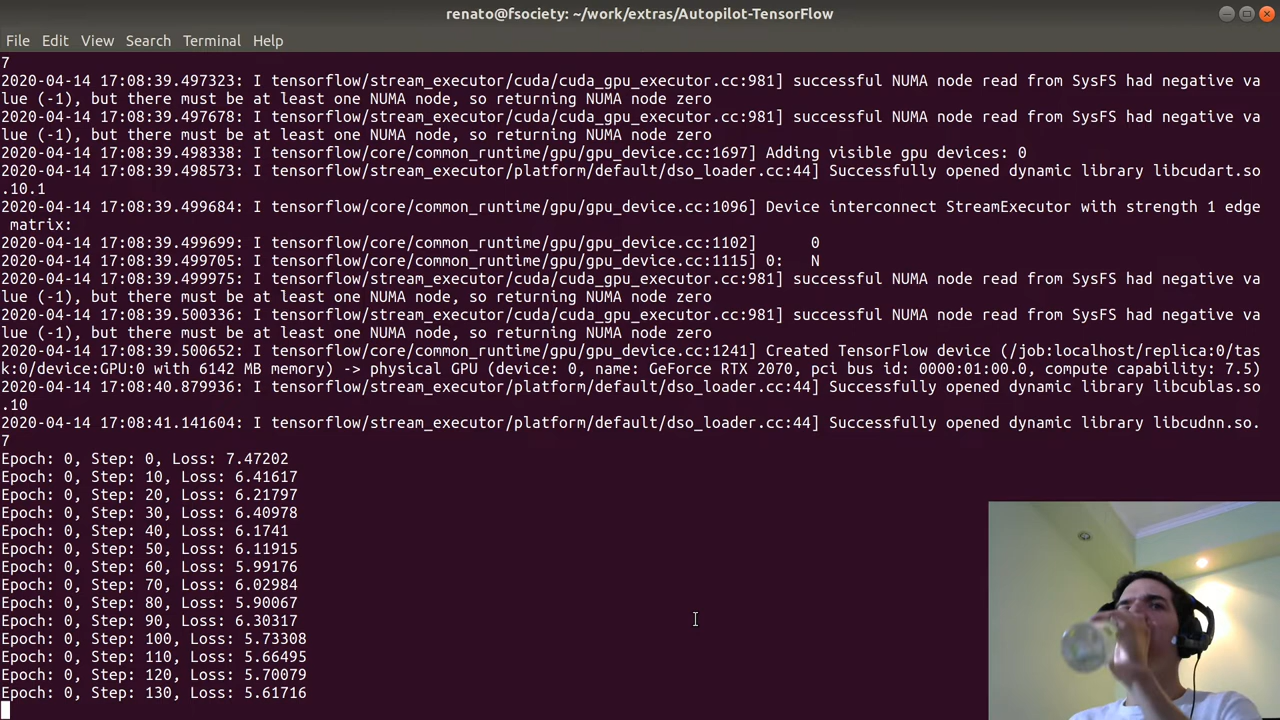 renato@fsociety: ~/work/extras/Autopilot-TensorFlow
File Edit View Search Terminal Help
7
2020-04-14 17:08:39.497323: I tensorflow/stream_executor/cuda/cuda_gpu_executor.cc:981] successful NUMA node read from SysFS had negative va
lue (-1), but there must be at least one NUMA node, so returning NUMA node zero
2020-04-14 17:08:39.497678: I tensorflow/stream_executor/cuda/cuda_gpu_executor.cc:981] successful NUMA node read from SysFS had negative va
lue (-1), but there must be at least one NUMA node, so returning NUMA node zero
2020-04-14 17:08:39.498338: I tensorflow/core/common_runtime/gpu/gpu_device.cc:1697] Adding visible gpu devices: 0
2020-04-14 17:08:39.498573: I tensorflow/stream_executor/platform/default/dso_loader.cc:44] Successfully opened dynamic library libcudart.so
.10.1
2020-04-14 17:08:39.499684: I tensorflow/core/common_runtime/gpu/gpu_device.cc:1096] Device interconnect StreamExecutor with strength 1 edge
matrix:
2020-04-14 17:08:39.499699: I tensorflow/core/common_runtime/gpu/gpu_device.cc:1102]      0
2020-04-14 17:08:39.499705: I tensorflow/core/common_runtime/gpu/gpu_device.cc:1115] 0:   N
2020-04-14 17:08:39.499975: I tensorflow/stream_executor/cuda/cuda_gpu_executor.cc:981] successful NUMA node read from SysFS had negative va
lue (-1), but there must be at least one NUMA node, so returning NUMA node zero
2020-04-14 17:08:39.500336: I tensorflow/stream_executor/cuda/cuda_gpu_executor.cc:981] successful NUMA node read from SysFS had negative va
lue (-1), but there must be at least one NUMA node, so returning NUMA node zero
2020-04-14 17:08:39.500652: I tensorflow/core/common_runtime/gpu/gpu_device.cc:1241] Created TensorFlow device (/job:localhost/replica:0/tas
k:0/device:GPU:0 with 6142 MB memory) -> physical GPU (device: 0, name: GeForce RTX 2070, pci bus id: 0000:01:00.0, compute capability: 7.5)
2020-04-14 17:08:40.879936: I tensorflow/stream_executor/platform/default/dso_loader.cc:44] Successfully opened dynamic library libcublas.so
.10
2020-04-14 17:08:41.141604: I tensorflow/stream_executor/platform/default/dso_loader.cc:44] Successfully opened dynamic library libcudnn.so.
7
Epoch: 0, Step: 0, Loss: 7.47202
Epoch: 0, Step: 10, Loss: 6.41617
Epoch: 0, Step: 20, Loss: 6.21797
Epoch: 0, Step: 30, Loss: 6.40978
Epoch: 0, Step: 40, Loss: 6.1741
Epoch: 0, Step: 50, Loss: 6.11915
Epoch: 0, Step: 60, Loss: 5.99176
Epoch: 0, Step: 70, Loss: 6.02984
Epoch: 0, Step: 80, Loss: 5.90067
Epoch: 0, Step: 90, Loss: 6.30317
Epoch: 0, Step: 100, Loss: 5.73308
Epoch: 0, Step: 110, Loss: 5.66495
Epoch: 0, Step: 120, Loss: 5.70079
Epoch: 0, Step: 130, Loss: 5.61716